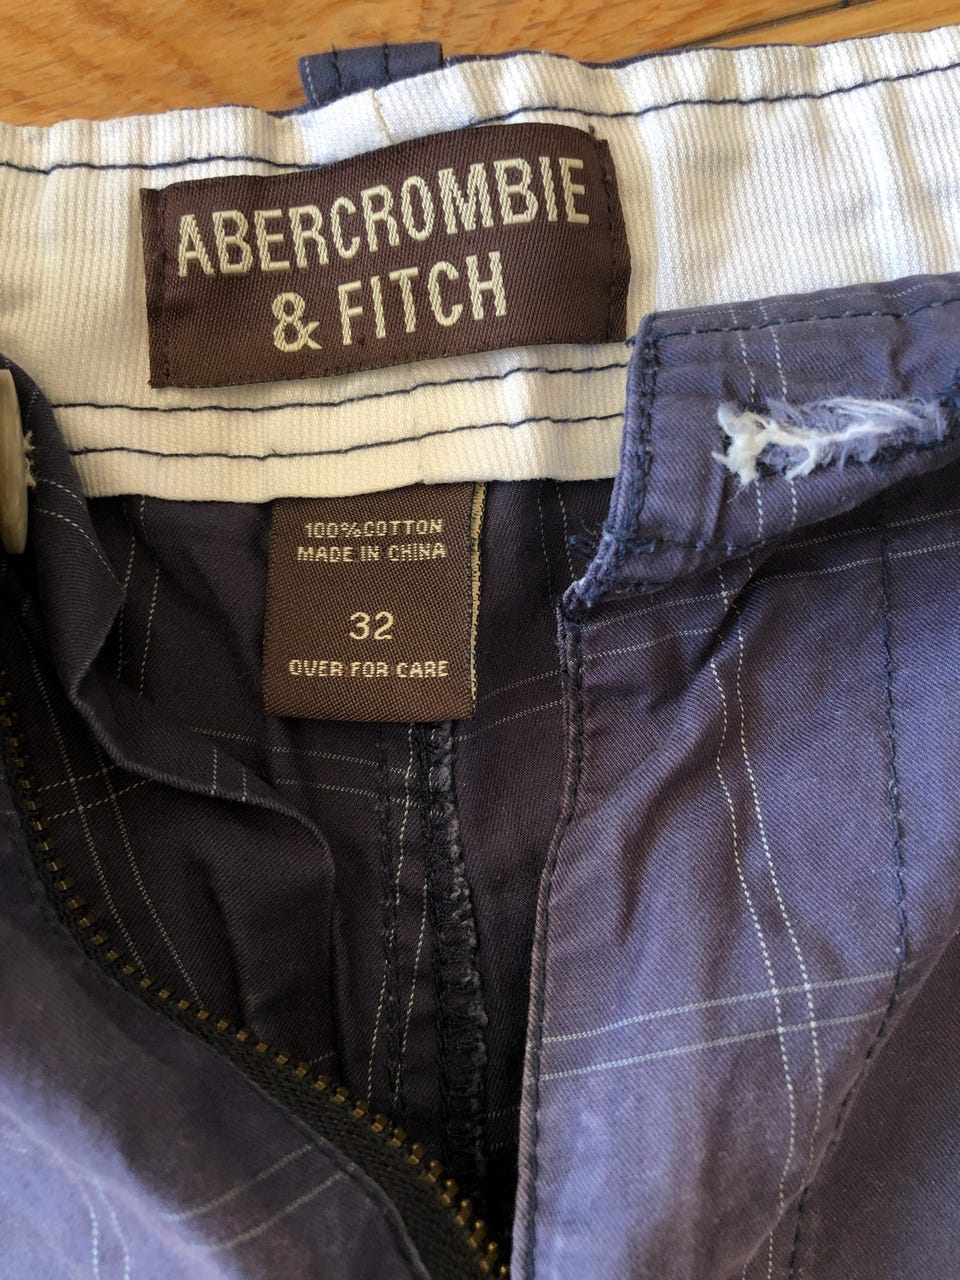 ABERCROMBIE
& FITCH
100% COTTON
MADE IN CHINA
32
OVER FOR CARE